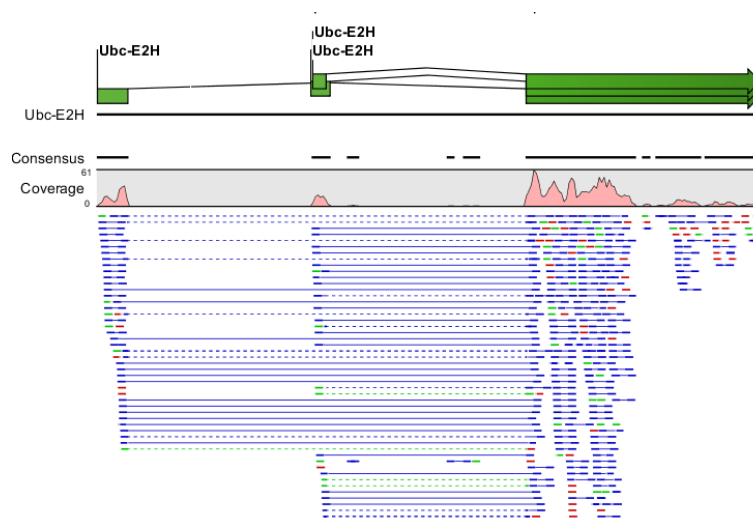 Ubc-E2H
Ubc-E2H
Ubc-E2H
Ubc-E2H
Consensus
61
Coverage
0